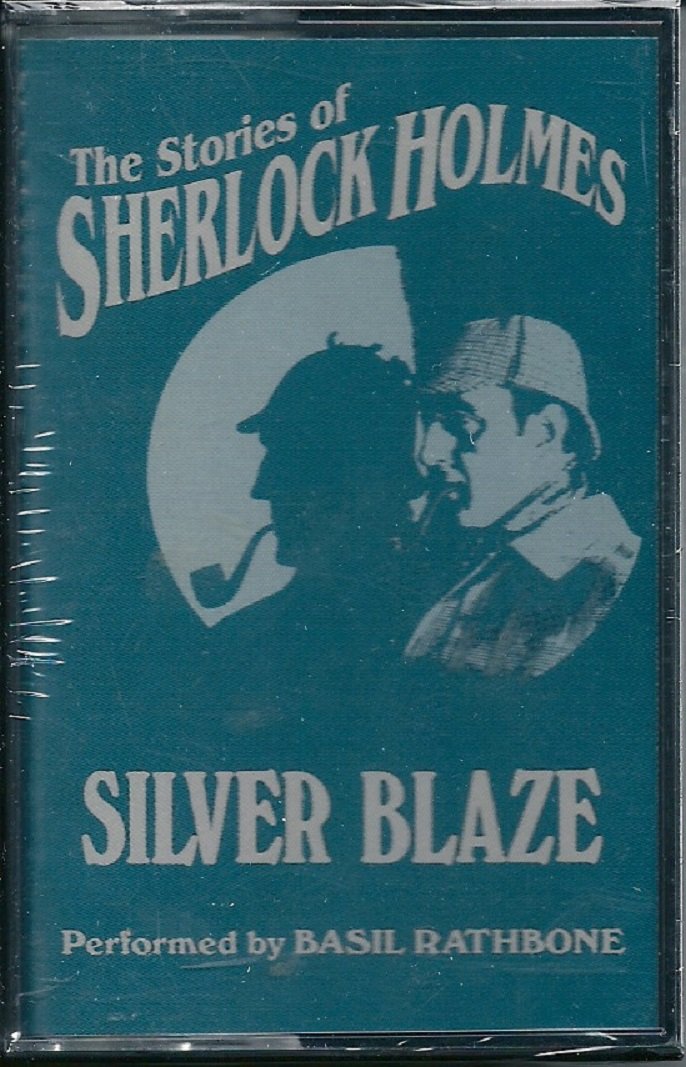 The Stories of
SHERLOCK HOLMES
SILVER BLAZE
Performed by BASIL RATHBONE